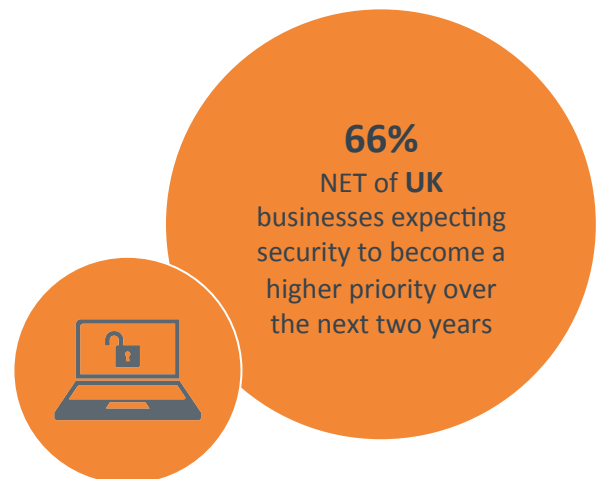 66%
NET of UK
businesses expecting
security to become a
higher priority over
the next two years